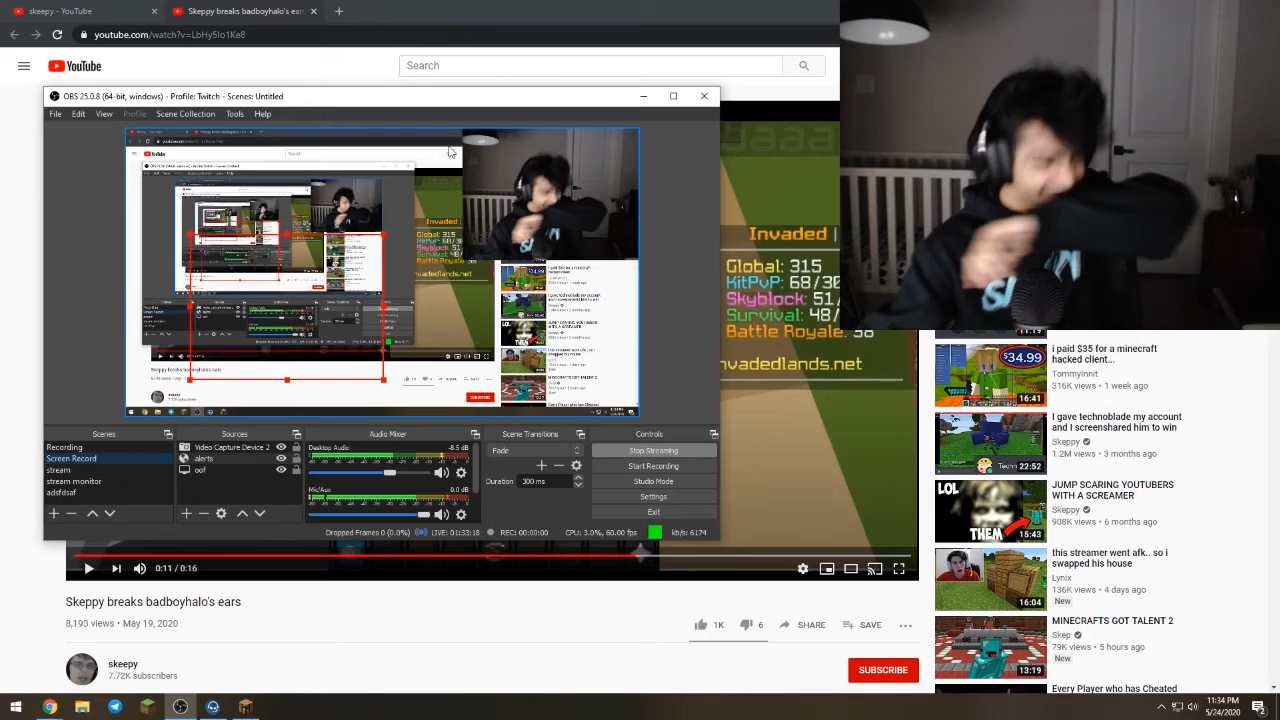 skeepy - YouTube
Skeppy breaks badboyhalo's ears
youtube.com/watch?v=LbHy5Io1Ke8
YouTube
Search
OBS 25.0.8 (64-bit, windows) - Profile: Twitch - Scenes: Untitled
File Edit View Profile Scene Collection Tools Help
Invaded
Global: 315
KitPvP: 68/30
Skyblock: 51/
Survival: 48/
Battle Royale: 56
invadedlands.net
Scenes
Recording
Screen Record
stream
stream monitor
adsfdsaf
Sources
Video Capture Device 2
alerts
oof
Audio Mixer
Desktop Audio
-8.5 dB
Mic/Aux
0.0 dB
Scene Transitions
Fade
Duration 300 ms
Controls
Stop Streaming
Start Recording
Studio Mode
Settings
Exit
Dropped Frames 0 (0.0%) LIVE: 01:33:18 REC: 00:00:00 CPU: 3.0%, 60.00 fps kb/s: 6174
0:11 / 0:16
Skeppy breaks badboyhalo's ears
8,193 views • May 19, 2020
1K 6 SHARE SAVE
skeepy
7.72K subscribers
SUBSCRIBE
i paid $35 for a minecraft
hacked client...
TommyInnit
316K views • 1 week ago
$34.99
16:41
I gave technoblade my account
and I screenshared him to win
Skeppy
1.2M views • 3 months ago
Techn
22:52
JUMP SCARING YOUTUBERS
WITH A SCREAMER
Skeppy
908K views • 6 months ago
LOL
THEM
15:43
this streamer went afk.. so i
swapped his house
Lynix
136K views • 4 days ago
New
16:04
MINECRAFTS GOT TALENT 2
Skep
79K views • 5 hours ago
New
13:19
Every Player who has Cheated
11:34 PM
5/24/2020
2